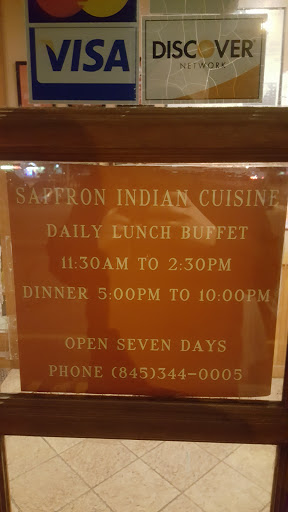 VISA
DISCOVER
NETWORK
SAFFRON INDIAN CUISINE
DAILY LUNCH BUFFET
11:30AM TO 2:30PM
DINNER 5:00PM TO 10:00PM
OPEN SEVEN DAYS
PHONE (845)344-0005